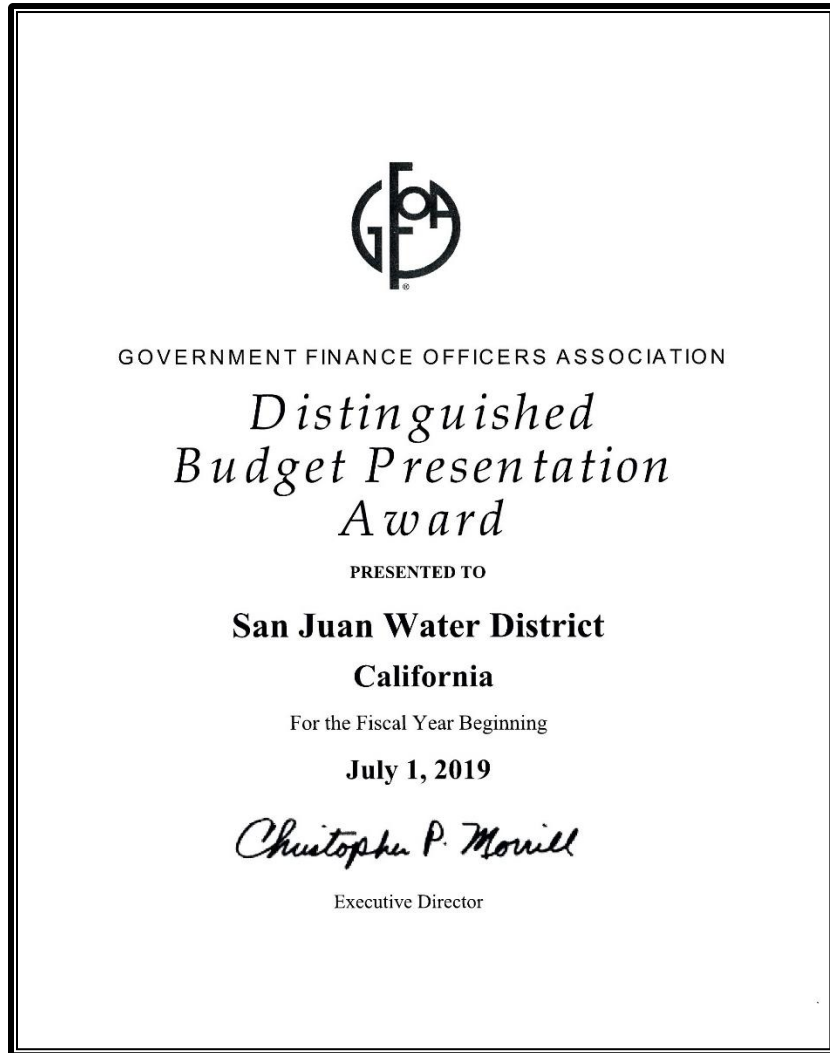 GFOA
®
GOVERNMENT FINANCE OFFICERS ASSOCIATION
Distinguished
Budget Presentation
Award
PRESENTED TO
San Juan Water District
California
For the Fiscal Year Beginning
July 1, 2019
Christopher P. Morrill
Executive Director